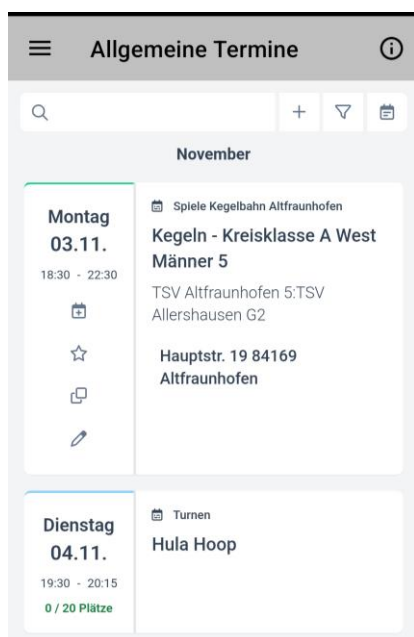 Allgemeine Termine
November
Montag
03.11.
18:30 - 22:30
Spiele Kegelbahn Altfraunhofen
Kegeln - Kreisklasse A West
Männer 5
TSV Altfraunhofen 5:TSV
Allershausen G2
Hauptstr. 19 84169
Altfraunhofen
Dienstag
04.11.
19:30 - 20:15
0 / 20 Plätze
Turnen
Hula Hoop